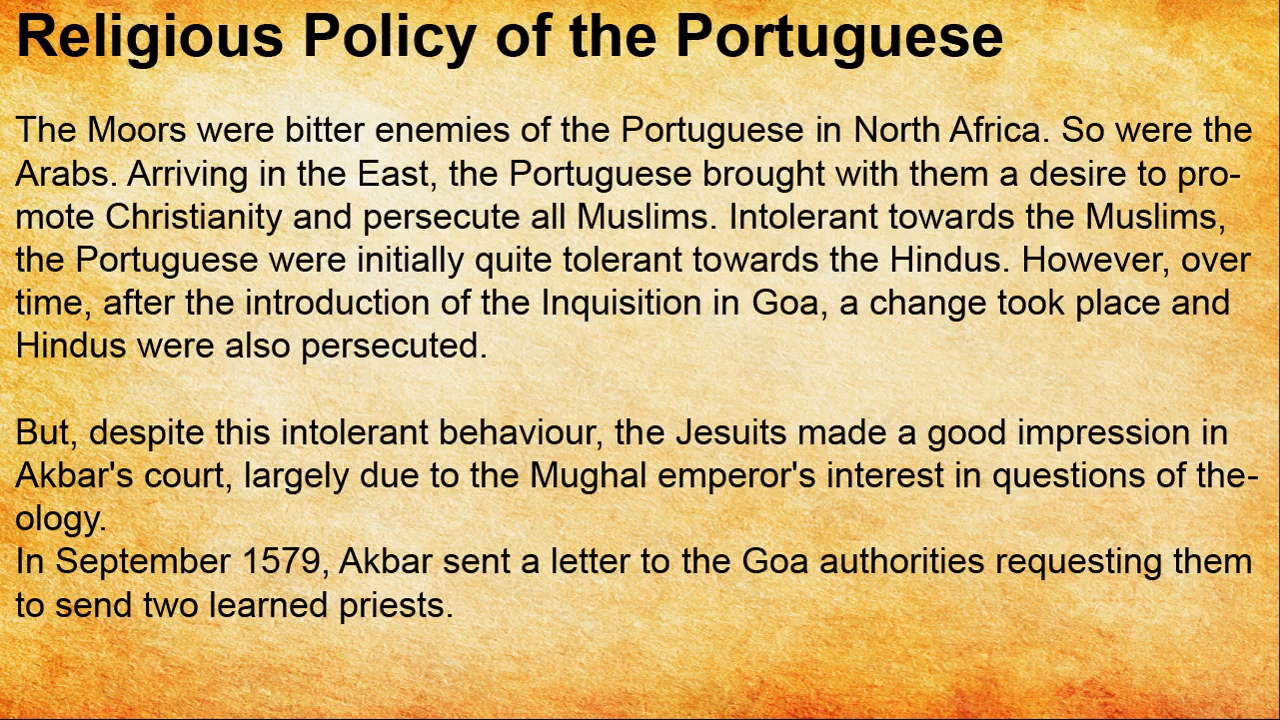 Religious Policy of the Portuguese
The Moors were bitter enemies of the Portuguese in North Africa. So were the
Arabs. Arriving in the East, the Portuguese brought with them a desire to pro-
mote Christianity and persecute all Muslims. Intolerant towards the Muslims,
the Portuguese were initially quite tolerant towards the Hindus. However, over
time, after the introduction of the Inquisition in Goa, a change took place and
Hindus were also persecuted.
But, despite this intolerant behaviour, the Jesuits made a good impression in
Akbar's court, largely due to the Mughal emperor's interest in questions of the-
ology.
In September 1579, Akbar sent a letter to the Goa authorities requesting them
to send two learned priests.